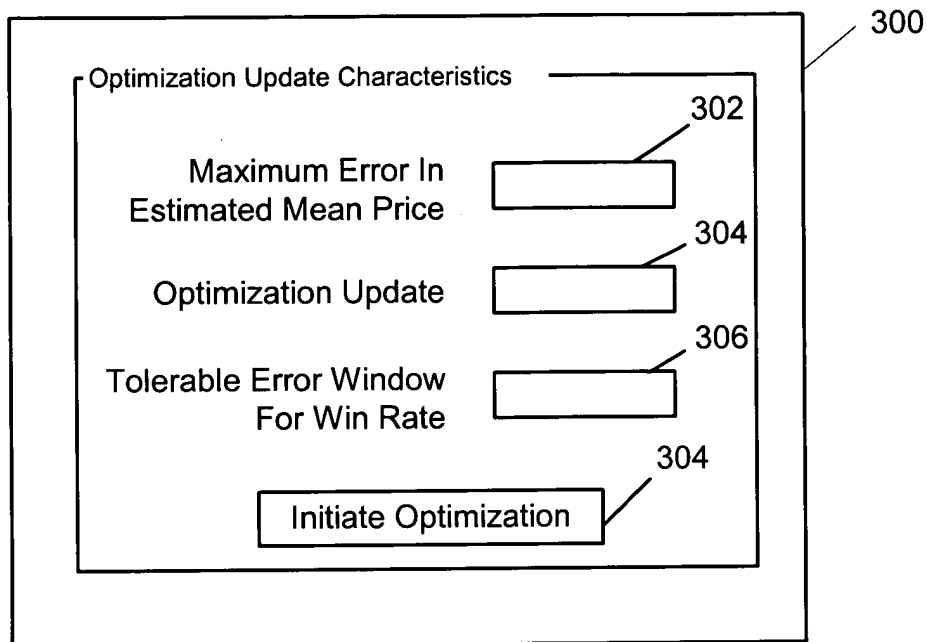 300
Optimization Update Characteristics
302
Maximum Error In
Estimated Mean Price
304
Optimization Update
306
Tolerable Error Window
For Win Rate
304
Initiate Optimization